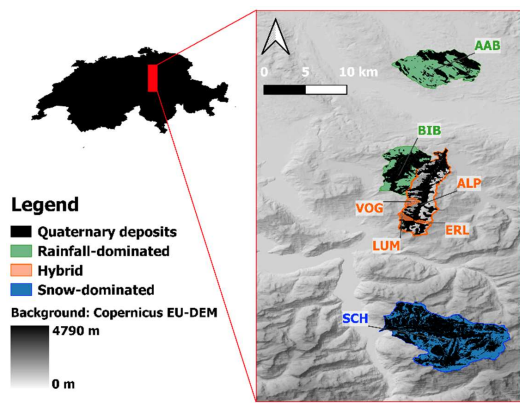 AAB
0 5 10 km
BIB
ALP
VOG
ERL
LUM
SCH
Legend
Quaternary deposits
Rainfall-dominated
Hybrid
Snow-dominated
Background: Copernicus EU-DEM
4790 m
0 m